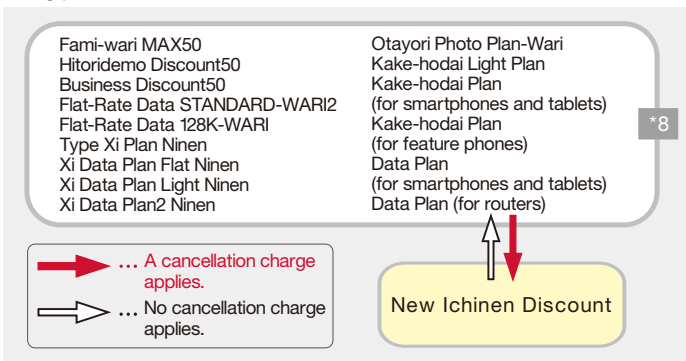 Fami-wari MAX50
Hitoridemo Discount50
Business Discount50
Flat-Rate Data STANDARD-WARI2
Flat-Rate Data 128K-WARI
Type Xi Plan Ninen
Xi Data Plan Flat Ninen
Xi Data Plan Light Ninen
Xi Data Plan2 Ninen
Otayori Photo Plan-Wari
Kake-hodai Light Plan
Kake-hodai Plan
(for smartphones and tablets)
Kake-hodai Plan
(for feature phones)
Data Plan
(for smartphones and tablets)
Data Plan (for routers)
*8
... A cancellation charge
applies.
... No cancellation charge
applies.
New Ichinen Discount